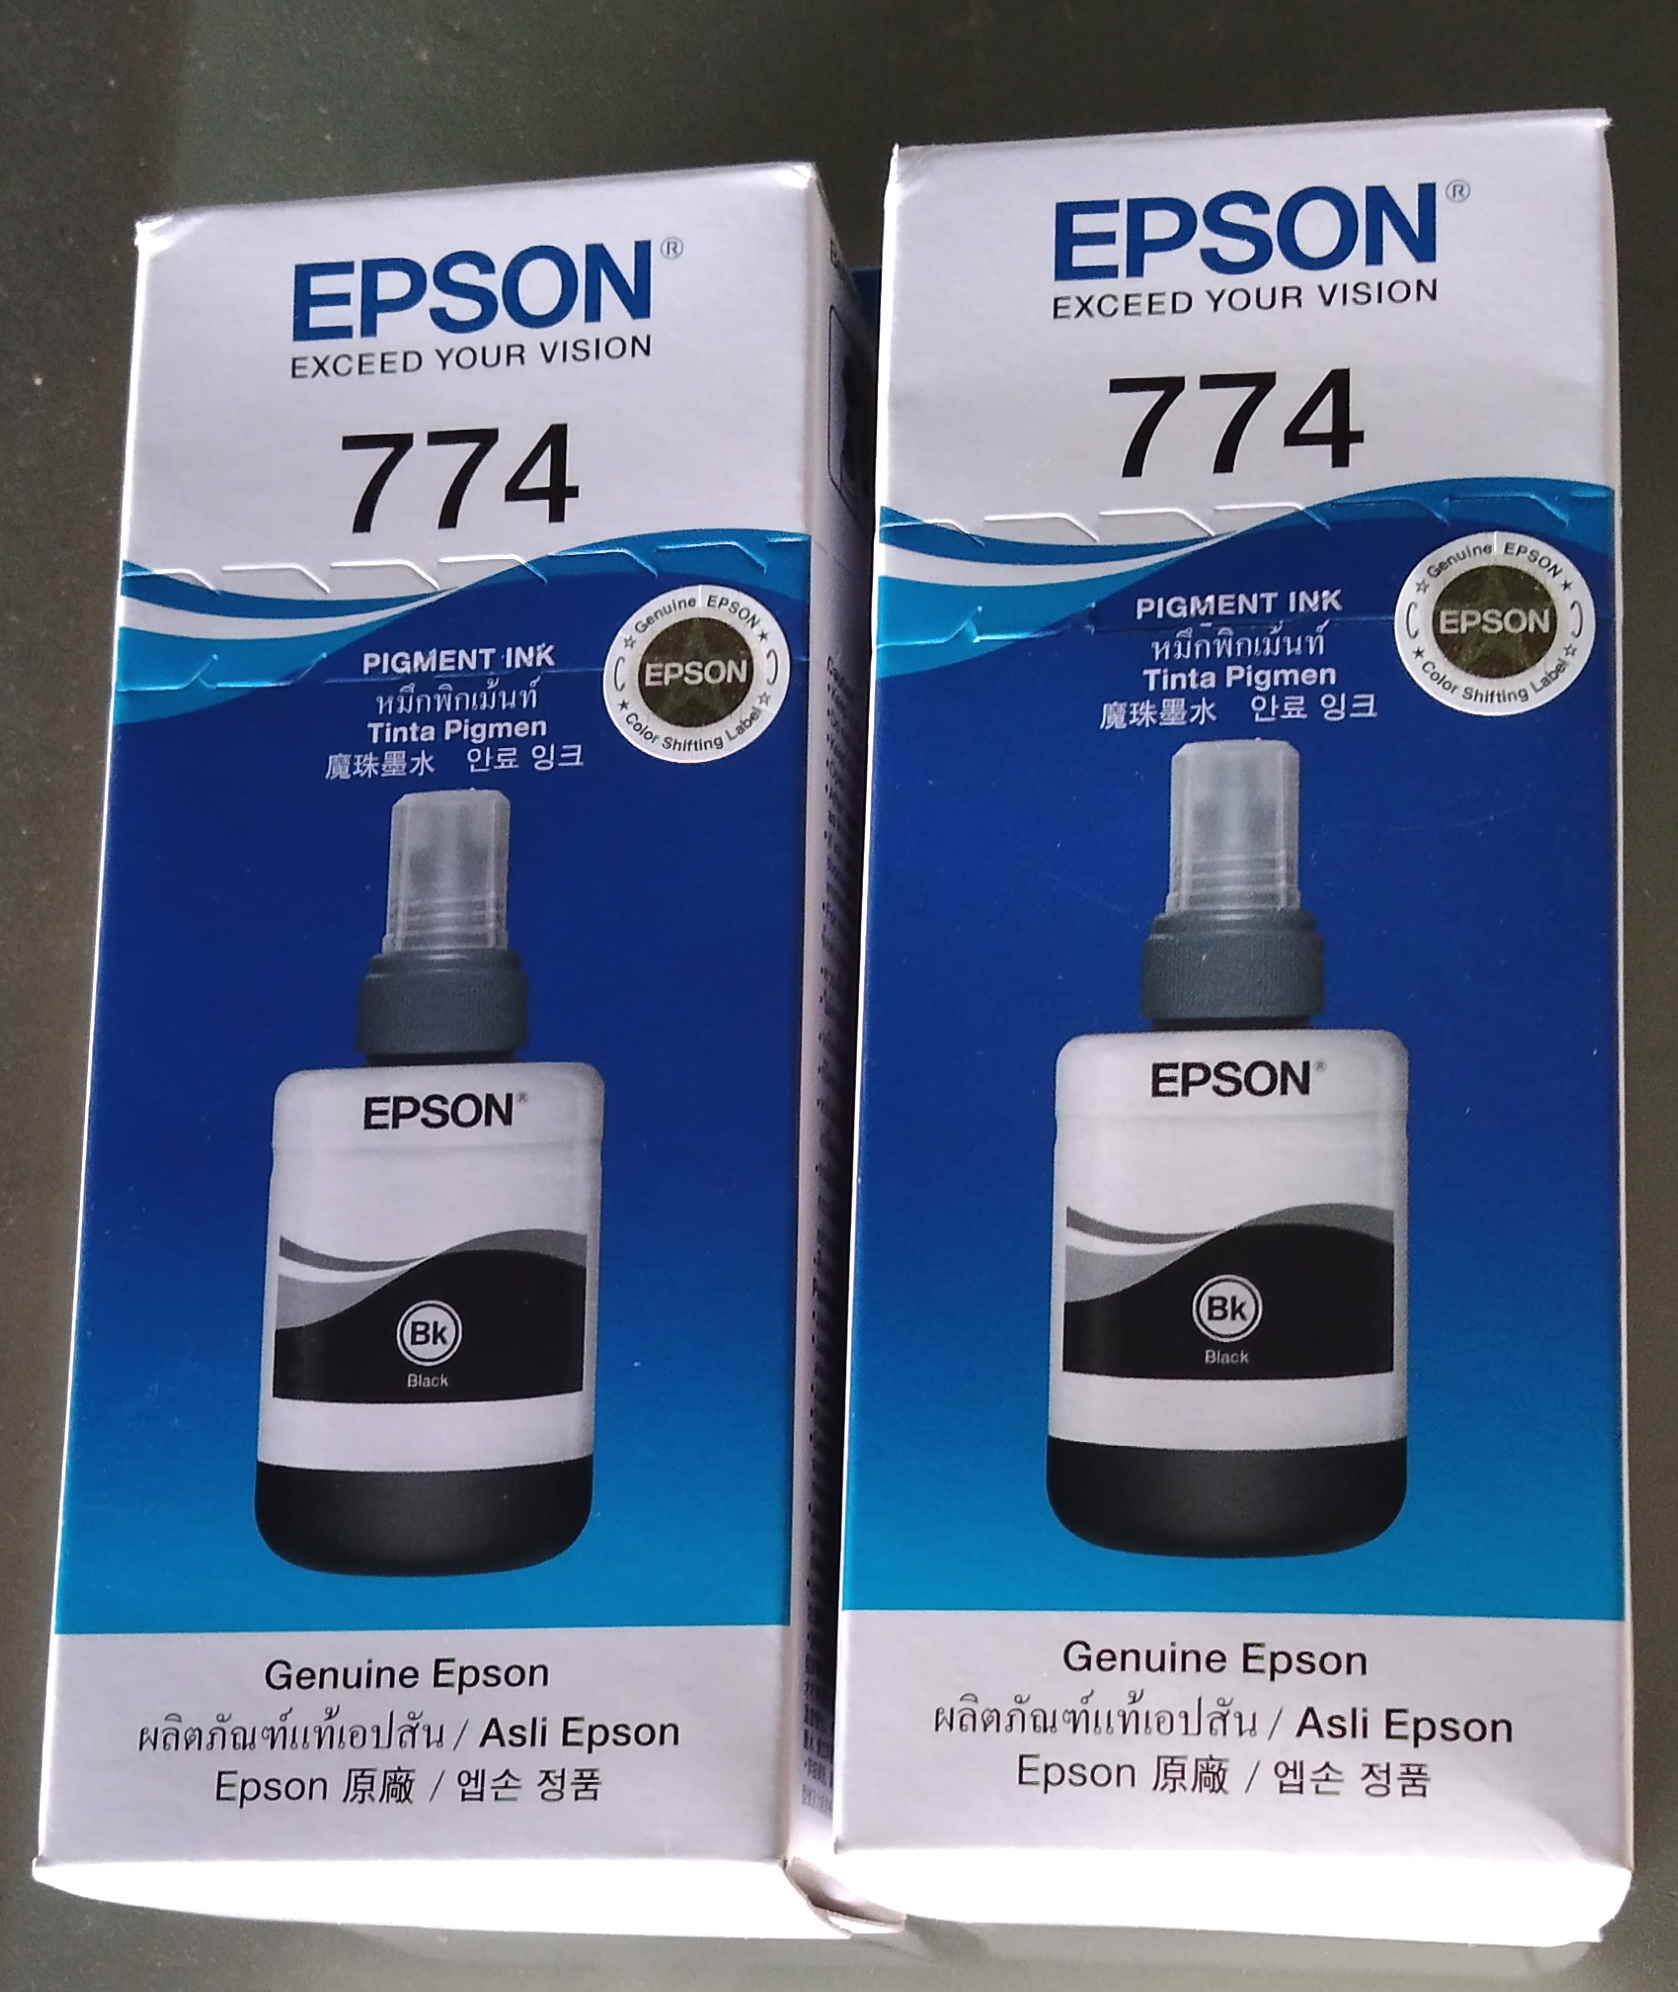 EPSON®
EXCEED YOUR VISION
774
PIGMENT INK
หมึกพิกเม้นท์
Tinta Pigmen
魔珠墨水 안료 잉크
☆ Genuine EPSON ★
EPSON
★ Color Shifting Label ☆
EPSON®
Bk
Black
Genuine Epson
ผลิตภัณฑ์แท้เอปสัน / Asli Epson
Epson 原廠 / 엡손 정품
EPSON®
EXCEED YOUR VISION
774
PIGMENT INK
หมึกพิกเม้นท์
Tinta Pigmen
魔珠墨水 안료 잉크
☆ Genuine EPSON ★
EPSON
★ Color Shifting Label ☆
EPSON®
Bk
Black
Genuine Epson
ผลิตภัณฑ์แท้เอปสัน / Asli Epson
Epson 原廠 / 엡손 정품